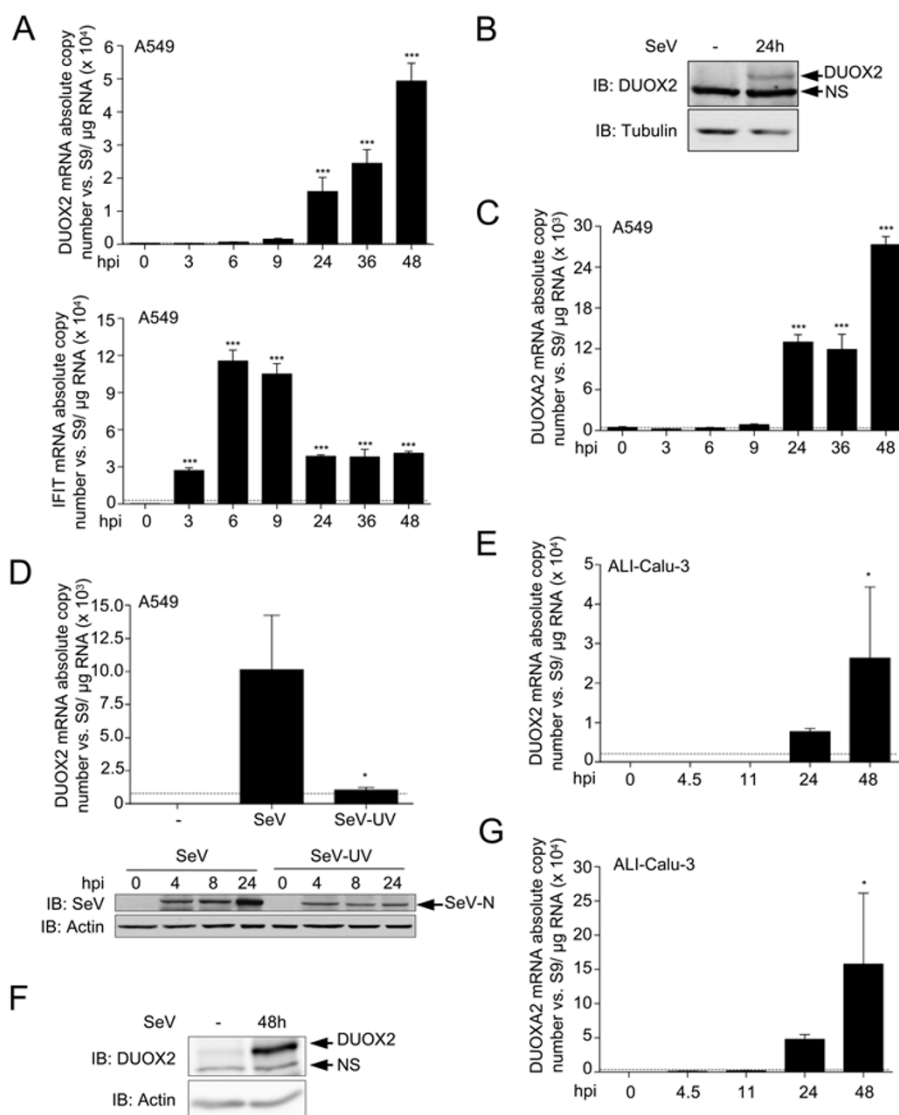 A
A549
DUOX2 mRNA absolute copy
number vs. S9/ µg RNA (x 10⁴)
6
5
4
3
2
1
0
***
***
***
hpi 0 3 6 9 24 36 48
A549
IFIT mRNA absolute copy
number vs. S9/ µg RNA (x 10⁴)
15
12
9
6
3
0
***
***
***
***
***
***
hpi 0 3 6 9 24 36 48
B
SeV - 24h
IB: DUOX2
DUOX2
NS
IB: Tubulin
C
A549
DUOXA2 mRNA absolute copy
number vs. S9/ µg RNA (x 10³)
30
24
18
12
6
0
***
***
***
hpi 0 3 6 9 24 36 48
D
A549
DUOX2 mRNA absolute copy
number vs. S9/ µg RNA (x 10³)
15.0
12.5
10.0
7.5
5.0
2.5
0
*
- SeV SeV-UV
SeV SeV-UV
hpi 0 4 8 24 0 4 8 24
IB: SeV
SeV-N
IB: Actin
E
ALI-Calu-3
DUOX2 mRNA absolute copy
number vs. S9/ µg RNA (x 10⁴)
5
4
3
2
1
0
*
hpi 0 4.5 11 24 48
F
SeV - 48h
IB: DUOX2
DUOX2
NS
IB: Actin
G
ALI-Calu-3
DUOXA2 mRNA absolute copy
number vs. S9/ µg RNA (x 10⁴)
30
25
20
15
10
5
0
*
hpi 0 4.5 11 24 48